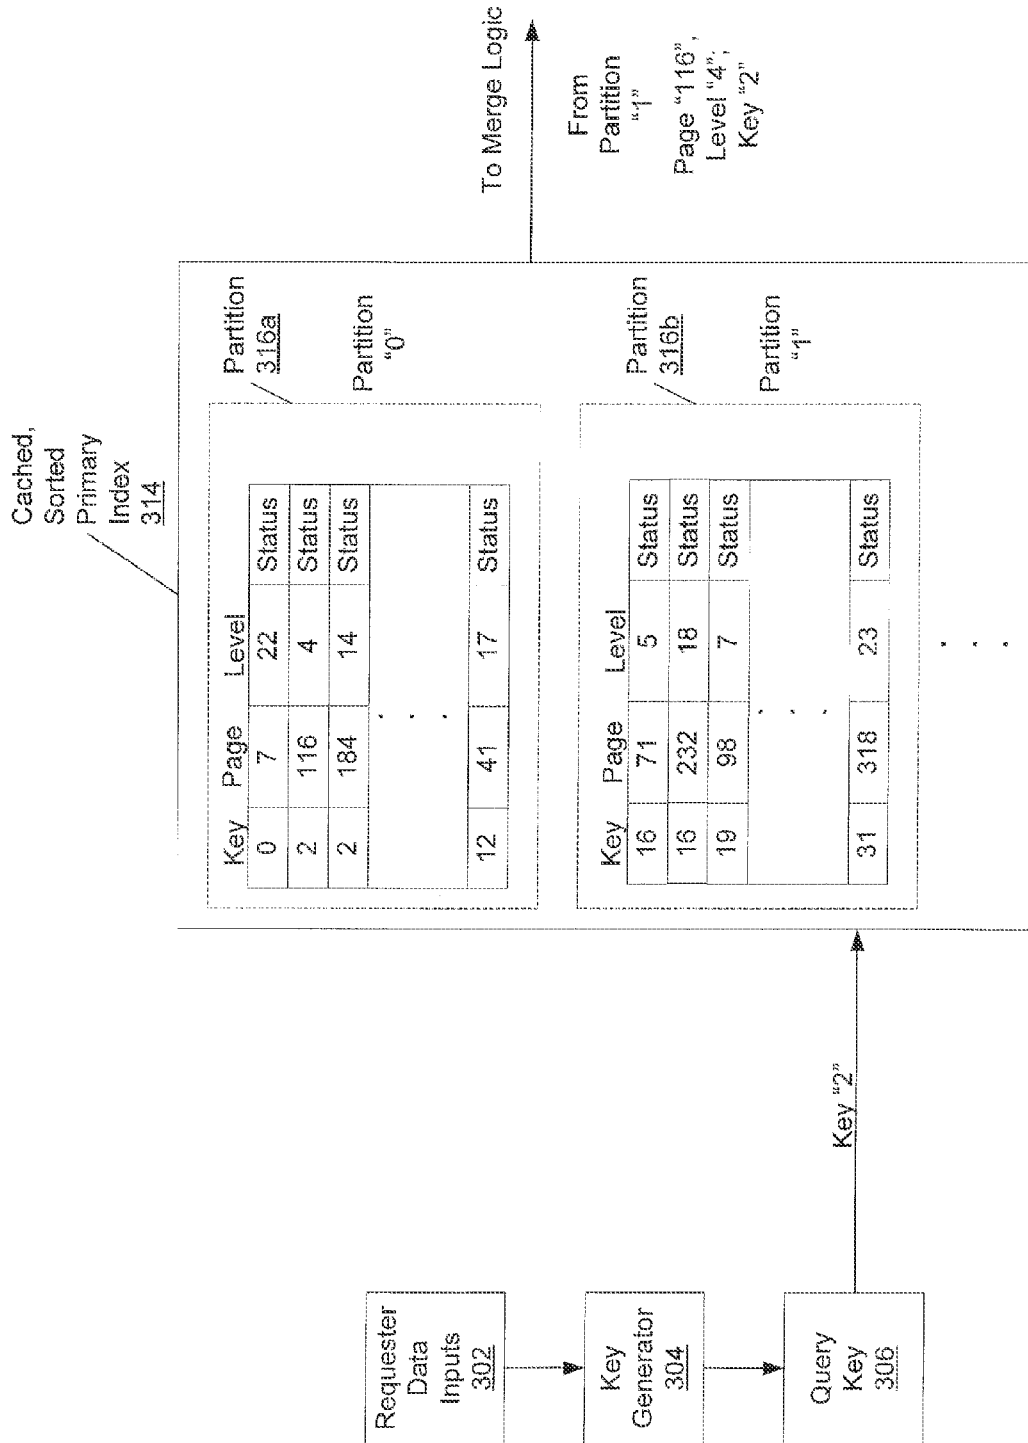 Requester
Data
Inputs
302
Key
Generator
304
Query
Key
306
Key “2”
Cached,
Sorted
Primary
Index
314
Key Page Level
0 7 22 Status
2 116 4 Status
2 184 14 Status
. . .
12 41 17 Status
Partition
316a
Partition
“0”
Key Page Level
16 71 5 Status
16 232 18 Status
19 98 7 Status
. . .
31 318 23 Status
Partition
316b
Partition
“1”
. . .
To Merge Logic
From
Partition
“1”
Page “116”,
Level “4”;
Key “2”